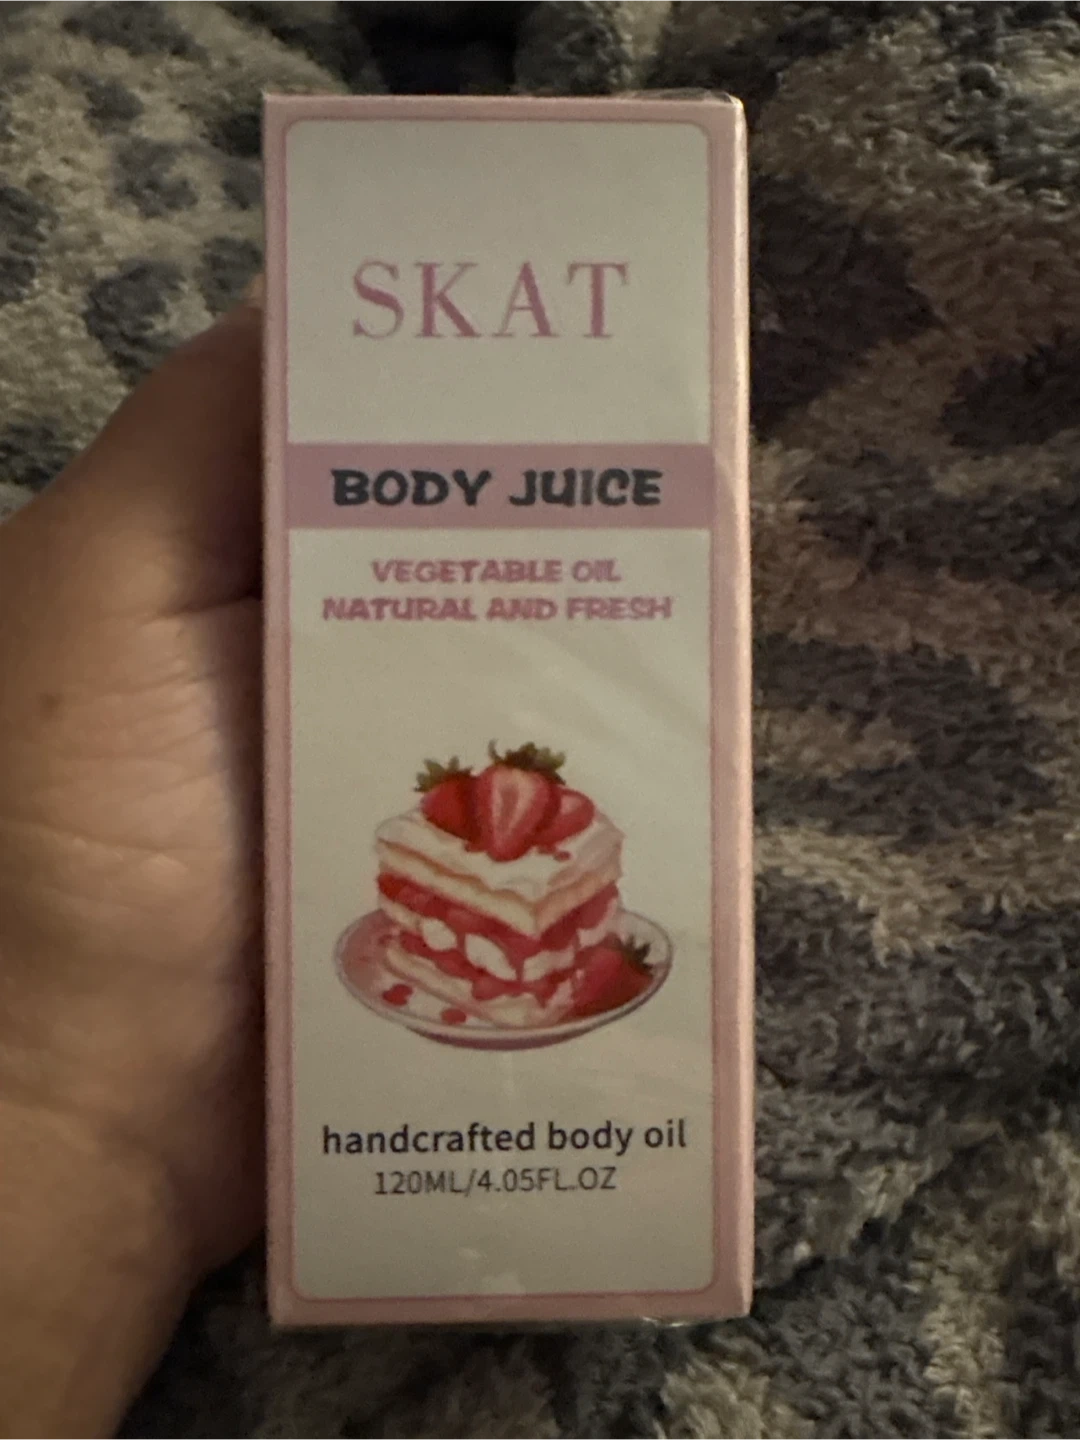 SKAT
BODY JUICE
VEGETABLE OIL
NATURAL AND FRESH
handcrafted body oil
120ML/4.05FL.OZ